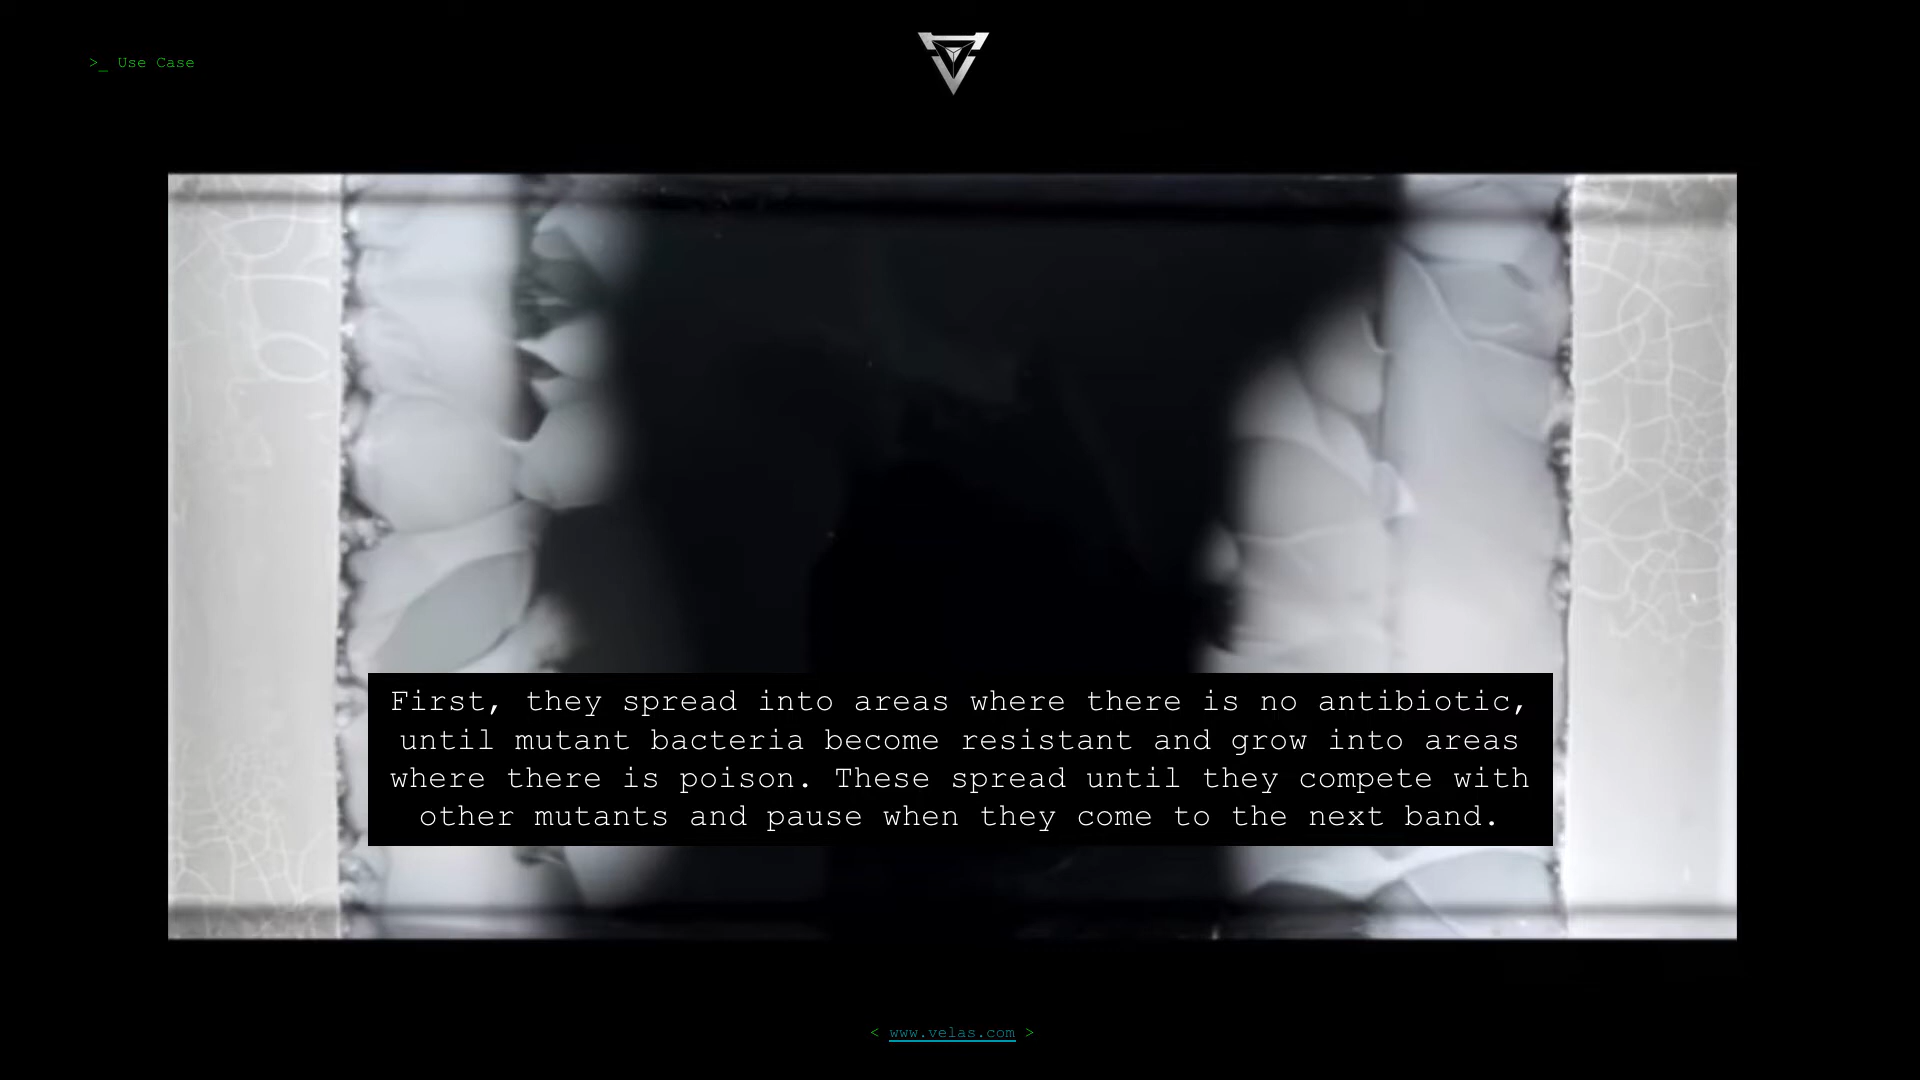 >_ Use Case
First, they spread into areas where there is no antibiotic,
until mutant bacteria become resistant and grow into areas
where there is poison. These spread until they compete with
other mutants and pause when they come to the next band.
< www.velas.com >